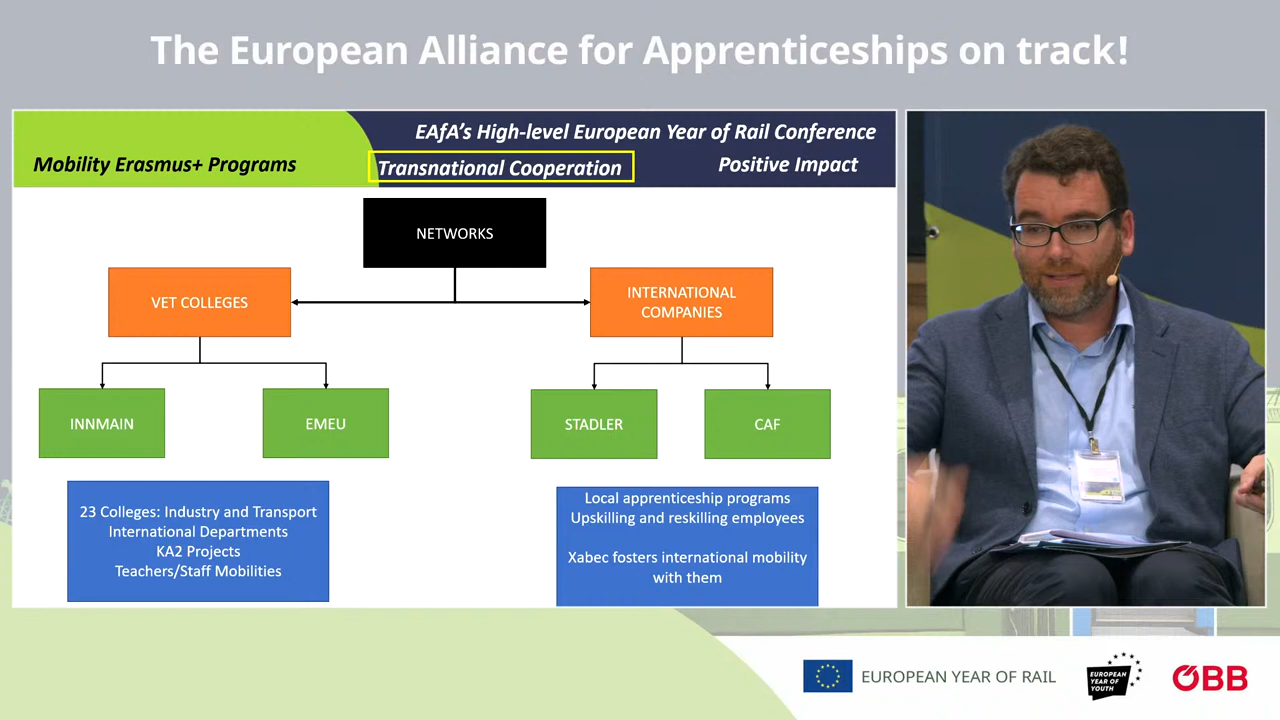 The European Alliance for Apprenticeships on track!
EAfA's High-level European Year of Rail Conference
Mobility Erasmus+ Programs
Transnational Cooperation
Positive Impact
NETWORKS
VET COLLEGES
INTERNATIONAL
COMPANIES
INNMAIN
EMEU
STADLER
CAF
23 Colleges: Industry and Transport
International Departments
KA2 Projects
Teachers/Staff Mobilities
Local apprenticeship programs
Upskilling and reskilling employees
Xabec fosters international mobility
with them
EUROPEAN YEAR OF RAIL
EUROPEAN
YEAR OF
YOUTH
ÖBB